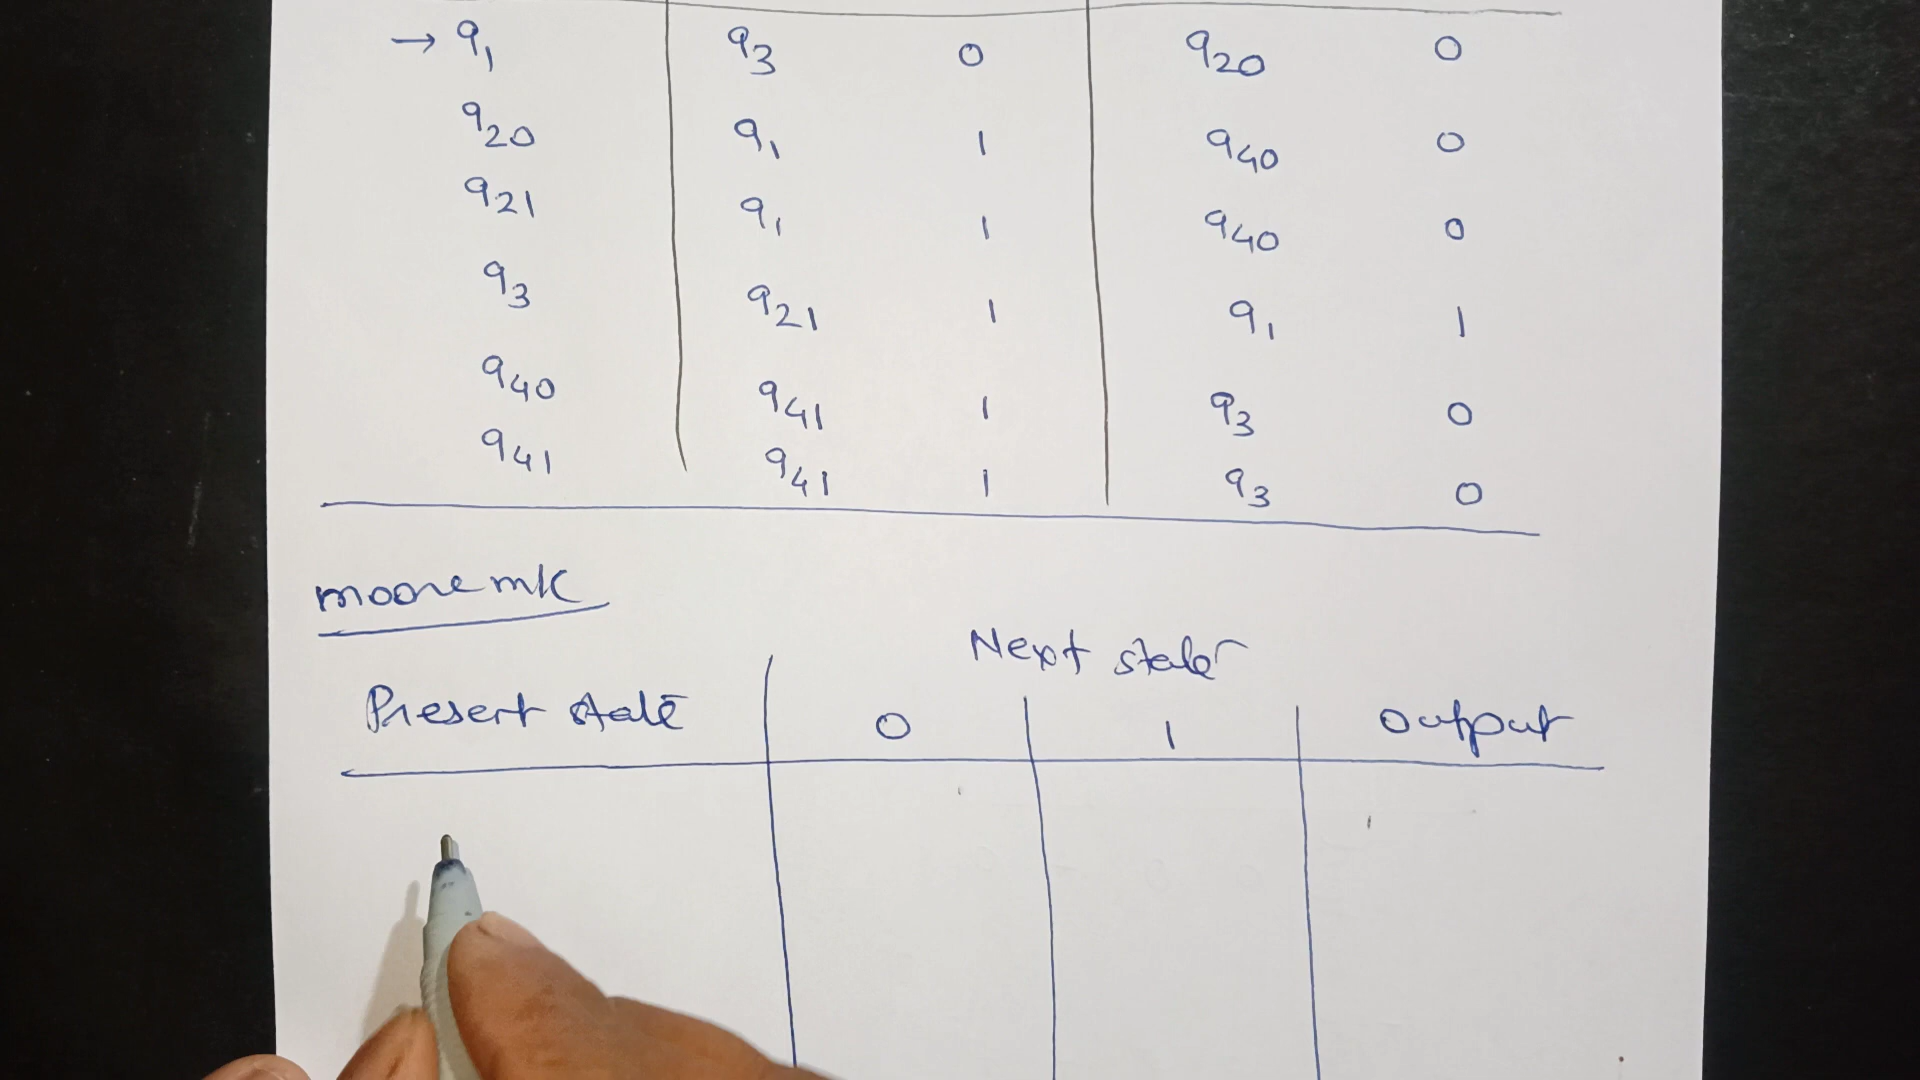 → q1 q3 0 q20 0
q20 q1 1 q40 0
q21 q1 1 q40 0
q3 q21 1 q1 1
q40 q41 1 q3 0
q41 q41 1 q3 0
moore m/c
Next state
Present state 0 1 output